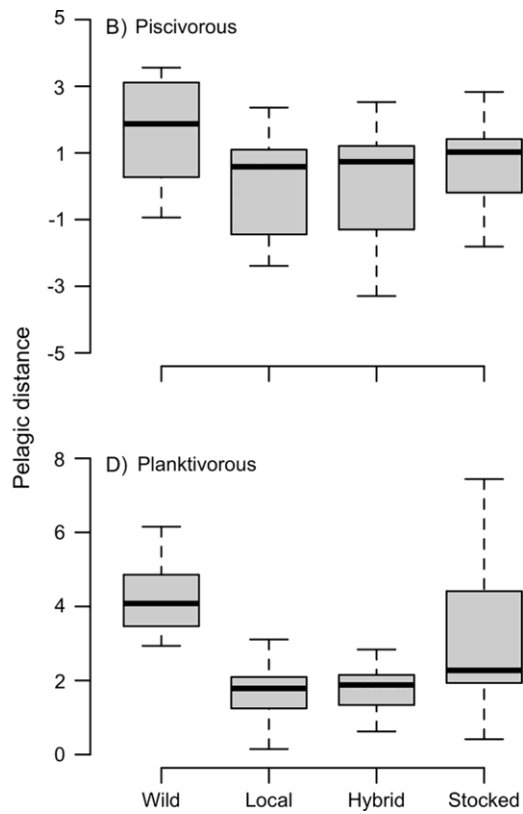 B) Piscivorous
5
3
1
-1
-3
-5
Pelagic distance
D) Planktivorous
8
6
4
2
0
Wild Local Hybrid Stocked